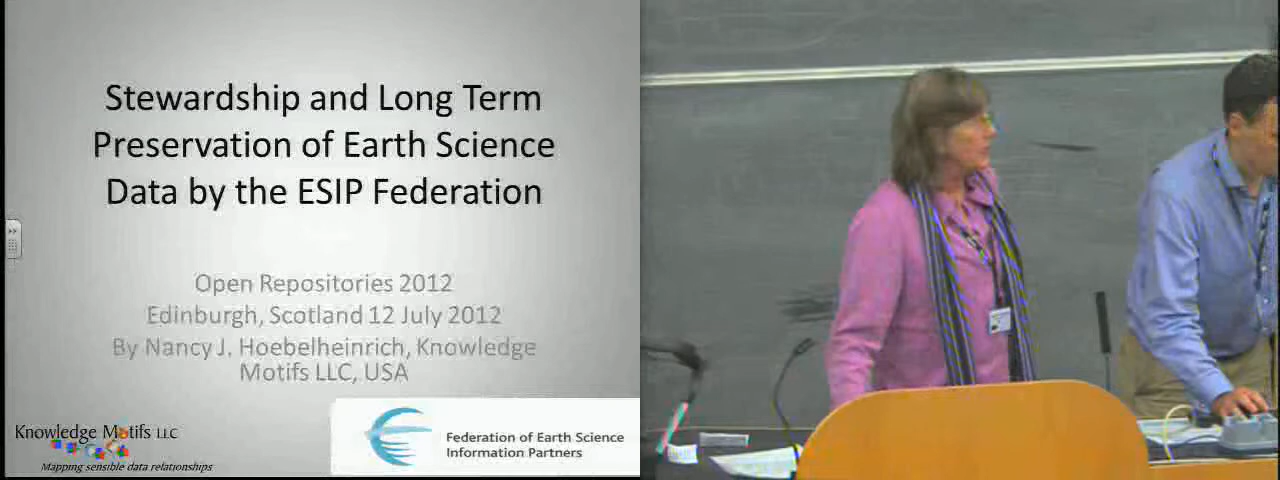 Stewardship and Long Term
Preservation of Earth Science
Data by the ESIP Federation
Open Repositories 2012
Edinburgh, Scotland 12 July 2012
By Nancy J. Hoebelheinrich, Knowledge
Motifs LLC, USA
Knowledge Motifs LLC
Mapping sensible data relationships
Federation of Earth Science
Information Partners